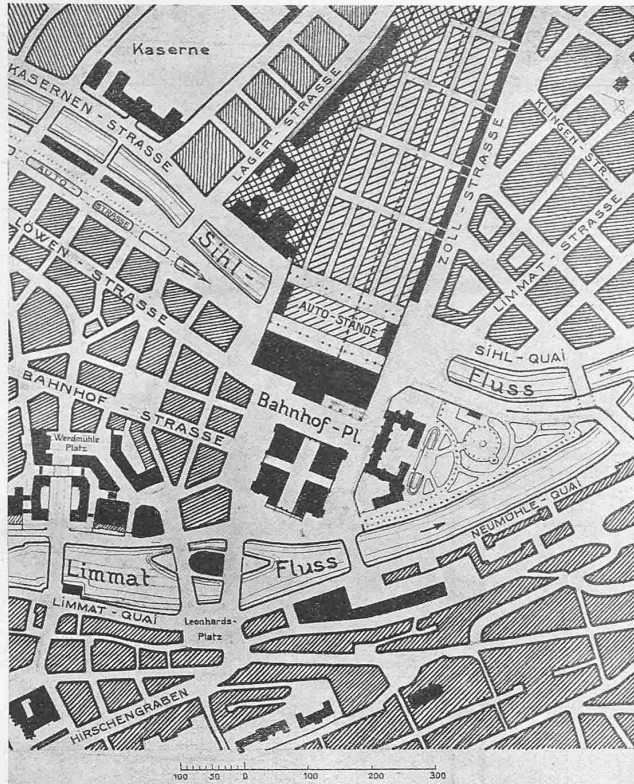 Kaserne
KASERNEN - STRASSE
LAGER - STRASSE
ZOLL - STRASSE
KLINGEN - STR.
LIMMAT - STRASSE
AUTO -
STRASSE
Sihl -
LÖWEN - STRASSE
AUTO - STÄNDE
SIHL - QUAI
Fluss
BAHNHOF - STRASSE
Bahnhof - Pl.
Werdmühle
Platz
NEUMÜHLE - QUAI
Limmat
Fluss
LIMMAT - QUAI
Leonhards-
Platz
HIRSCHENGRABEN
100 50 0 100 200 300